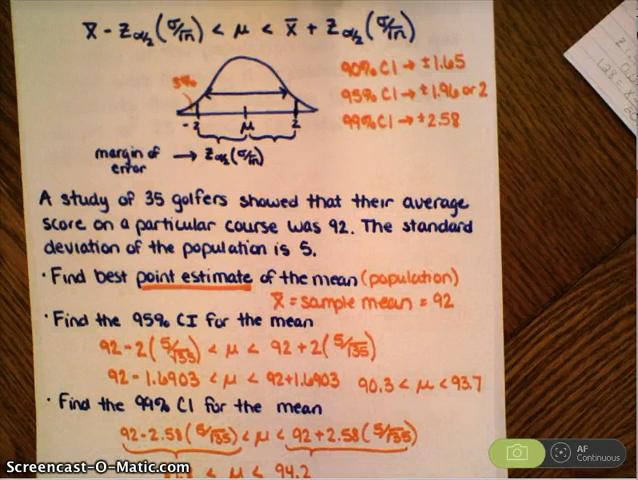 x̄ - Zα/2 (σ/√n) < μ < x̄ + Zα/2 (σ/√n)
90% CI → ±1.65
5%
95% CI → ±1.96 or 2
99% CI → ±2.58
-2 μ 2
margin of error → Zα/2 (σ/√n)
A study of 35 golfers showed that their average
score on a particular course was 92. The standard
deviation of the population is 5.
· Find best point estimate of the mean (population)
x̄ = sample mean = 92
· Find the 95% CI for the mean
92 - 2 (5/√35) < μ < 92 + 2 (5/√35)
92 - 1.6903 < μ < 92 + 1.6903 90.3 < μ < 93.7
· Find the 99% CI for the mean
92 - 2.58 (5/√35) < μ < 92 + 2.58 (5/√35)
< μ < 94.2
AF
Continuous
Screencast-O-Matic.com